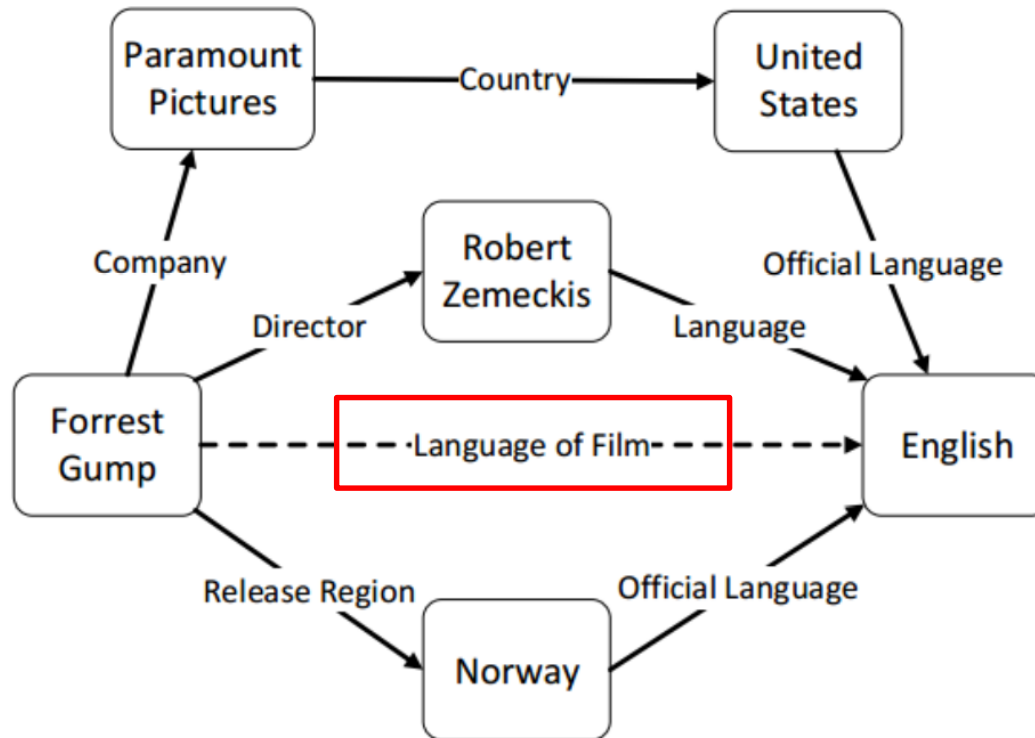 Paramount
Pictures
Country
United
States
Company
Robert
Zemeckis
Official Language
Director
Language
Forrest
Gump
Language of Film
English
Release Region
Official Language
Norway